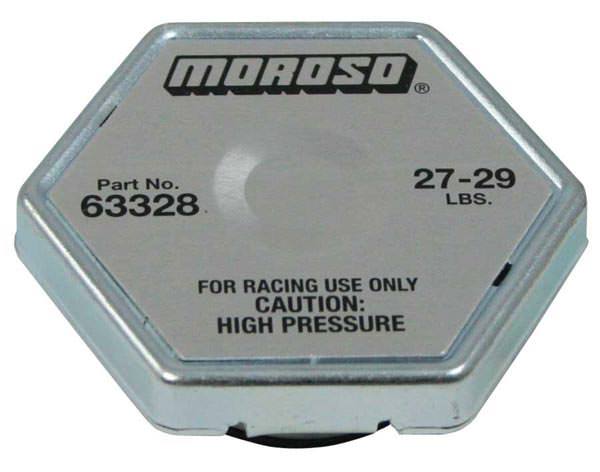 MOROSO®
Part No.
63328
27-29
LBS.
FOR RACING USE ONLY
CAUTION:
HIGH PRESSURE